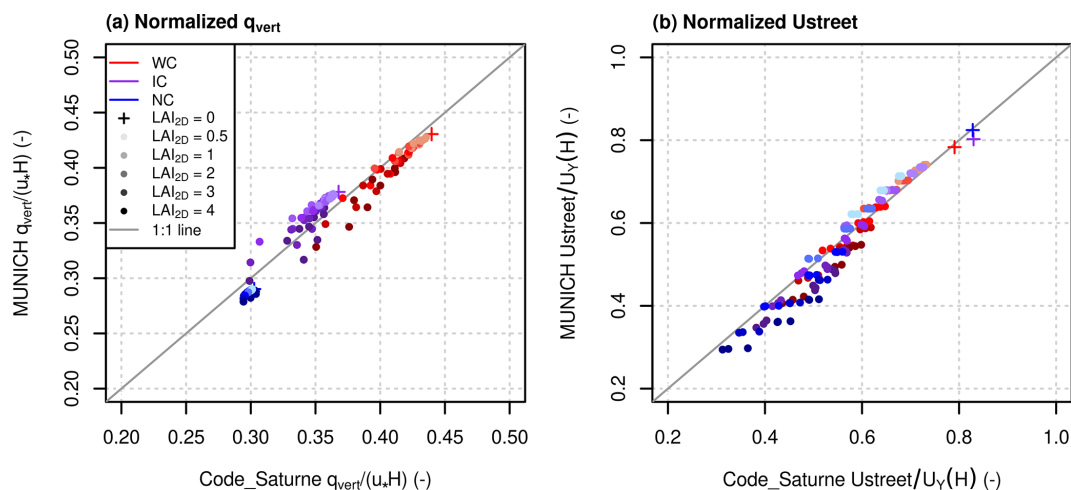 (a) Normalized q_vert
MUNICH q_vert/(u_*H) (-)
0.50
0.45
0.40
0.35
0.30
0.25
0.20
WC
IC
NC
LAI_2D = 0
LAI_2D = 0.5
LAI_2D = 1
LAI_2D = 2
LAI_2D = 3
LAI_2D = 4
1:1 line
0.20 0.25 0.30 0.35 0.40 0.45 0.50
Code_Saturne q_vert/(u_*H) (-)
(b) Normalized Ustreet
MUNICH Ustreet/U_Y(H) (-)
1.0
0.8
0.6
0.4
0.2
0.2 0.4 0.6 0.8 1.0
Code_Saturne Ustreet/U_Y(H) (-)